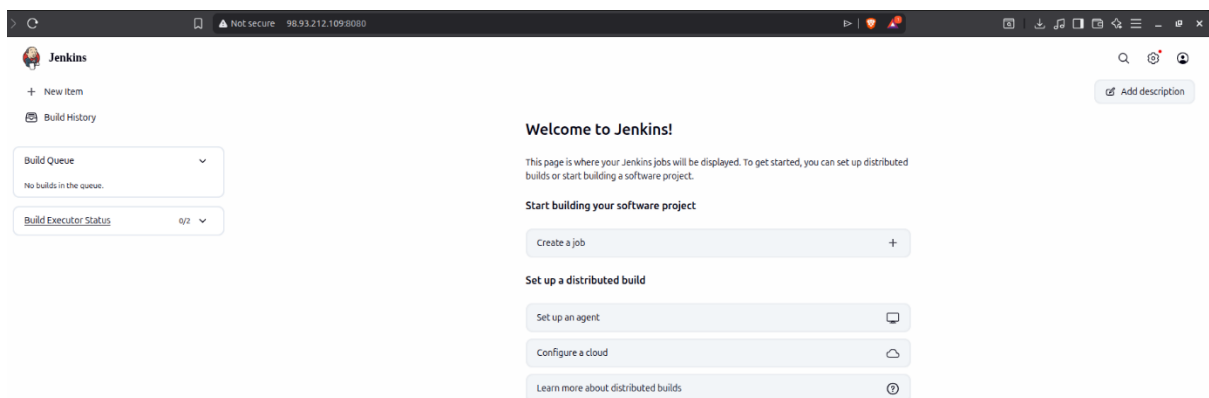 Not secure 98.93.212.109:8080
Jenkins
New Item
Add description
Build History
Welcome to Jenkins!
Build Queue
This page is where your Jenkins jobs will be displayed. To get started, you can set up distributed
builds or start building a software project.
No builds in the queue.
Start building your software project
Build Executor Status 0/2
Create a job
Set up a distributed build
Set up an agent
Configure a cloud
Learn more about distributed builds